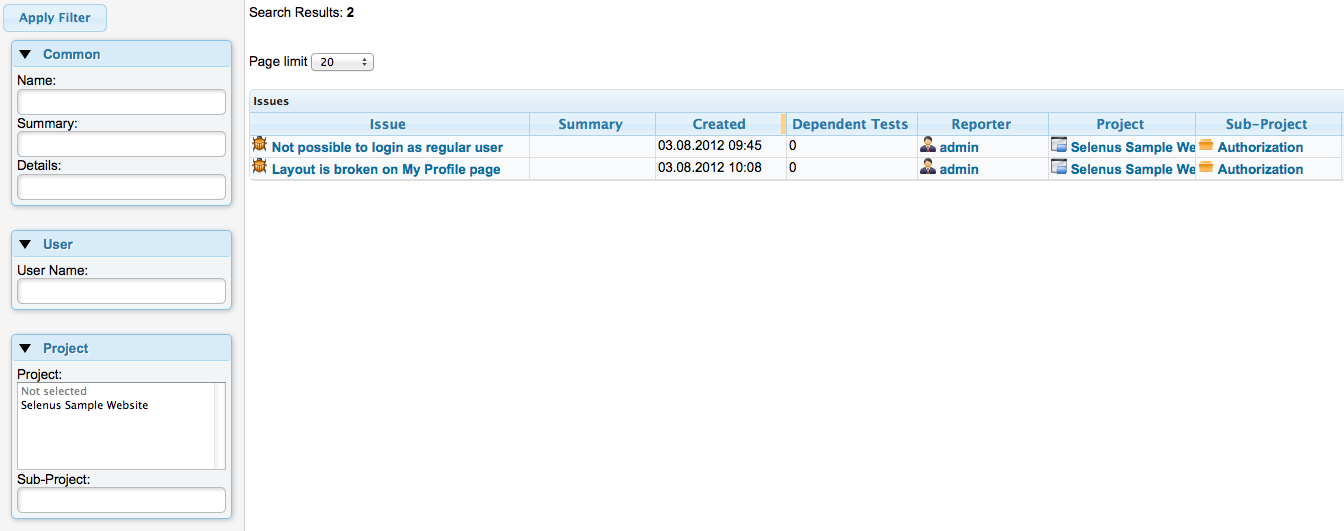 Apply Filter
Common
Name:
Summary:
Details:
User
User Name:
Project
Project:
Not selected
Selenus Sample Website
Sub-Project:
Search Results: 2
Page limit 20
Issues
Issue Summary Created Dependent Tests Reporter Project Sub-Project
Not possible to login as regular user 03.08.2012 09:45 0 admin Selenus Sample We Authorization
Layout is broken on My Profile page 03.08.2012 10:08 0 admin Selenus Sample We Authorization